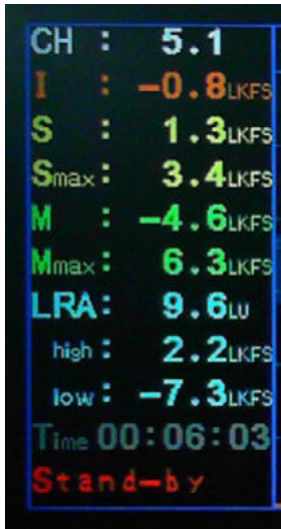 CH : 5.1
I : -0.8LKFS
S : 1.3LKFS
Smax: 3.4LKFS
M : -4.6LKFS
Mmax: 6.3LKFS
LRA: 9.6LU
high: 2.2LKFS
low: -7.3LKFS
Time 00:06:03
Stand-by